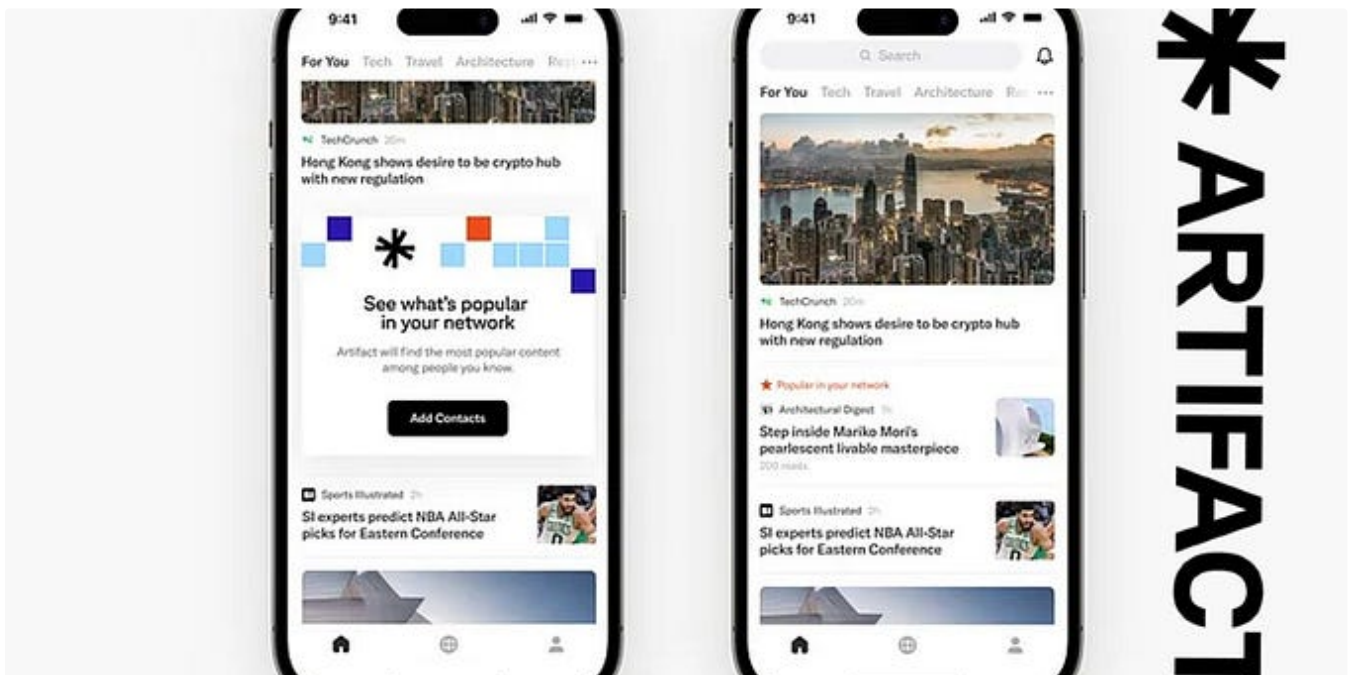 9:41
For You Tech Travel Architecture
TechCrunch 20m
Hong Kong shows desire to be crypto hub
with new regulation
See what's popular
in your network
Artifact will find the most popular content
among people you know.
Add Contacts
Sports Illustrated 2h
SI experts predict NBA All-Star
picks for Eastern Conference
9:41
Search
For You Tech Travel Architecture
TechCrunch 20m
Hong Kong shows desire to be crypto hub
with new regulation
Popular in your network
Architectural Digest 1h
Step inside Mariko Mori's
pearlescent livable masterpiece
200 reads
Sports Illustrated 2h
SI experts predict NBA All-Star
picks for Eastern Conference
ARTIFACT